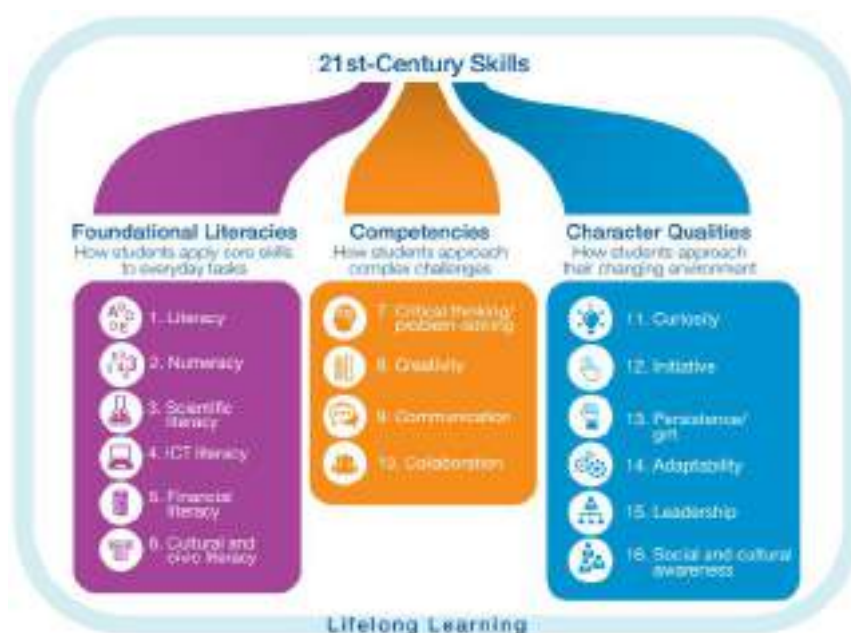 21st-Century Skills
Foundational Literacies
How students apply core skills
to everyday tasks
1. Literacy
2. Numeracy
3. Scientific
literacy
4. ICT literacy
5. Financial
literacy
6. Cultural and
civic literacy
Competencies
How students approach
complex challenges
7. Critical thinking/
problem-solving
8. Creativity
9. Communication
10. Collaboration
Character Qualities
How students approach
their changing environment
11. Curiosity
12. Initiative
13. Persistence/
grit
14. Adaptability
15. Leadership
16. Social and cultural
awareness
Lifelong Learning